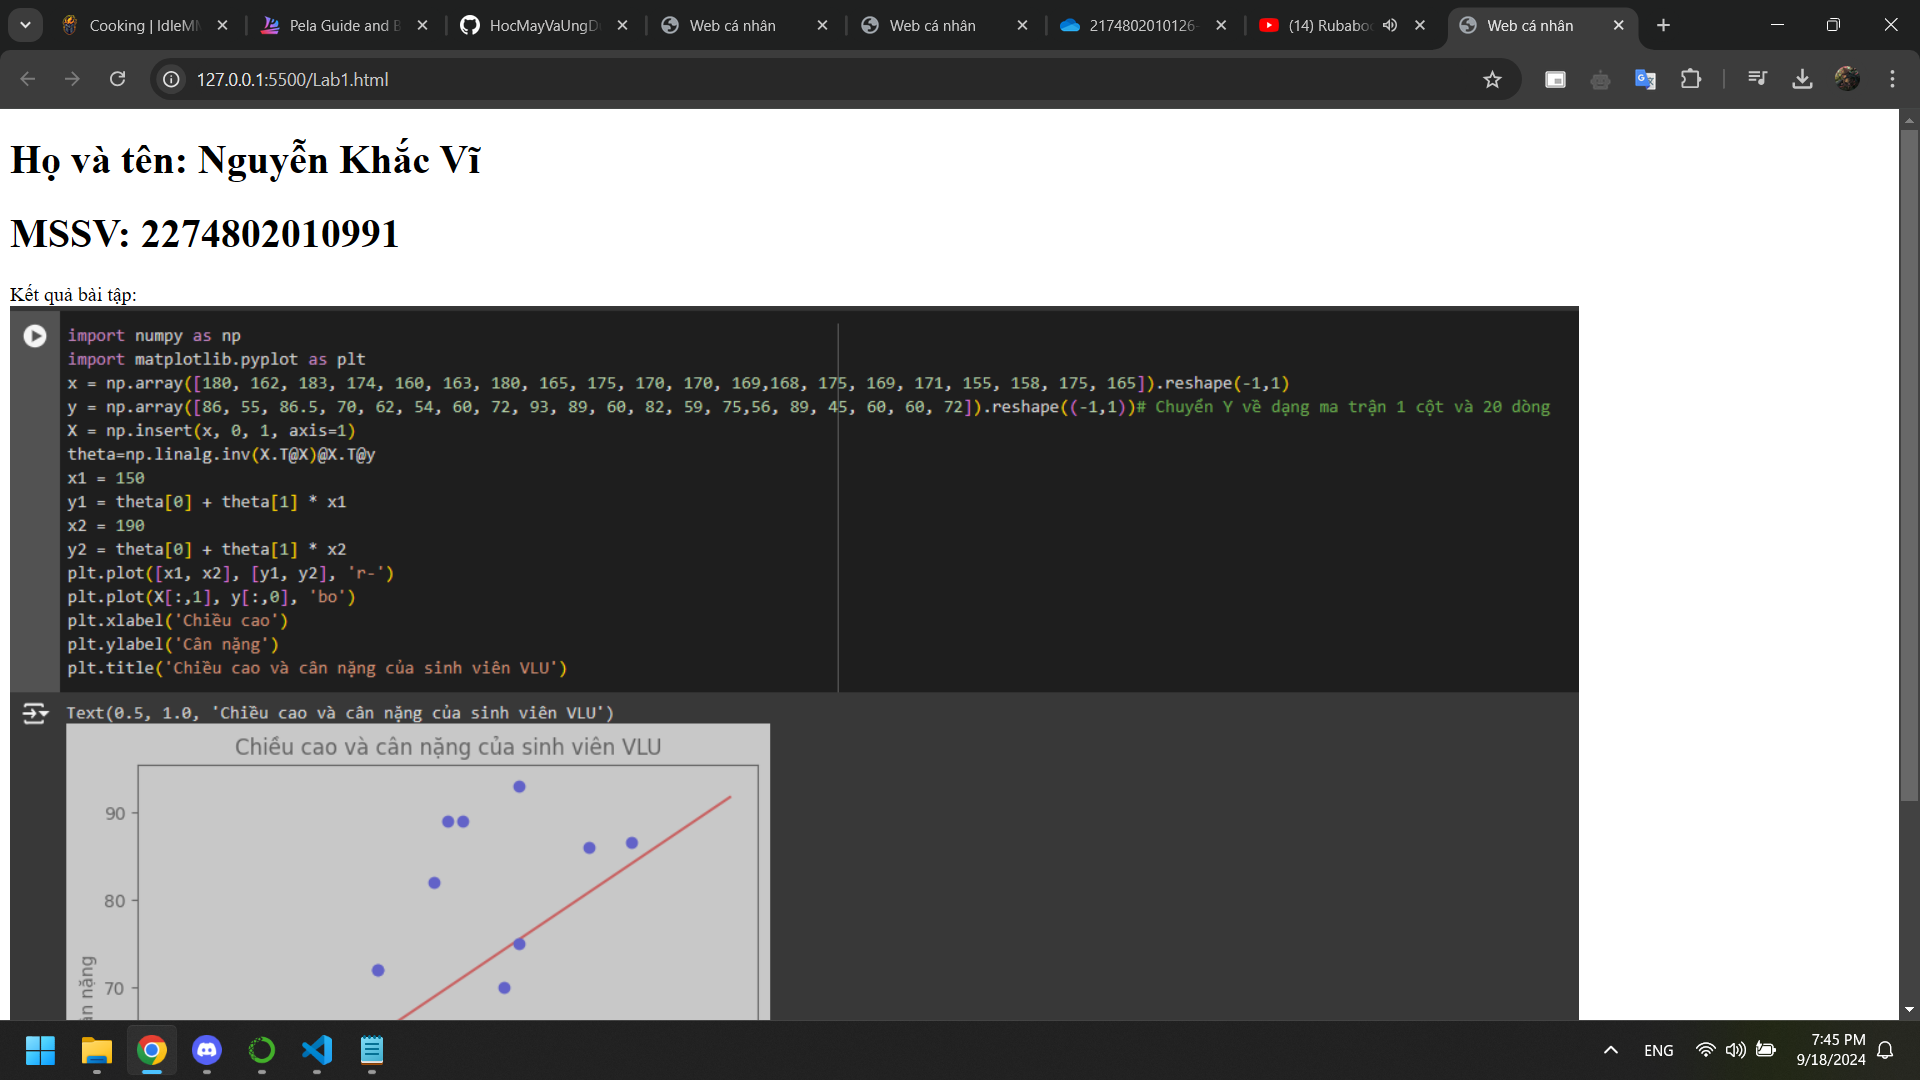 Cooking | IdleM
Pela Guide and B
HocMayVaUngD
Web cá nhân
Web cá nhân
2174802010126-
(14) Rubaboo
Web cá nhân
127.0.0.1:5500/Lab1.html
Họ và tên: Nguyễn Khắc Vĩ
MSSV: 2274802010991
Kết quả bài tập:
import numpy as np
import matplotlib.pyplot as plt
x = np.array([180, 162, 183, 174, 160, 163, 180, 165, 175, 170, 170, 169,168, 175, 169, 171, 155, 158, 175, 165]).reshape(-1,1)
y = np.array([86, 55, 86.5, 70, 62, 54, 60, 72, 93, 89, 60, 82, 59, 75,56, 89, 45, 60, 60, 72]).reshape((-1,1))# Chuyển Y về dạng ma trận 1 cột và 20 dòng
X = np.insert(x, 0, 1, axis=1)
theta=np.linalg.inv(X.T@X)@X.T@y
x1 = 150
y1 = theta[0] + theta[1] * x1
x2 = 190
y2 = theta[0] + theta[1] * x2
plt.plot([x1, x2], [y1, y2], 'r-')
plt.plot(X[:,1], y[:,0], 'bo')
plt.xlabel('Chiều cao')
plt.ylabel('Cân nặng')
plt.title('Chiều cao và cân nặng của sinh viên VLU')
Text(0.5, 1.0, 'Chiều cao và cân nặng của sinh viên VLU')
Chiều cao và cân nặng của sinh viên VLU
90
80
70
ân nặng
ENG
7:45 PM
9/18/2024